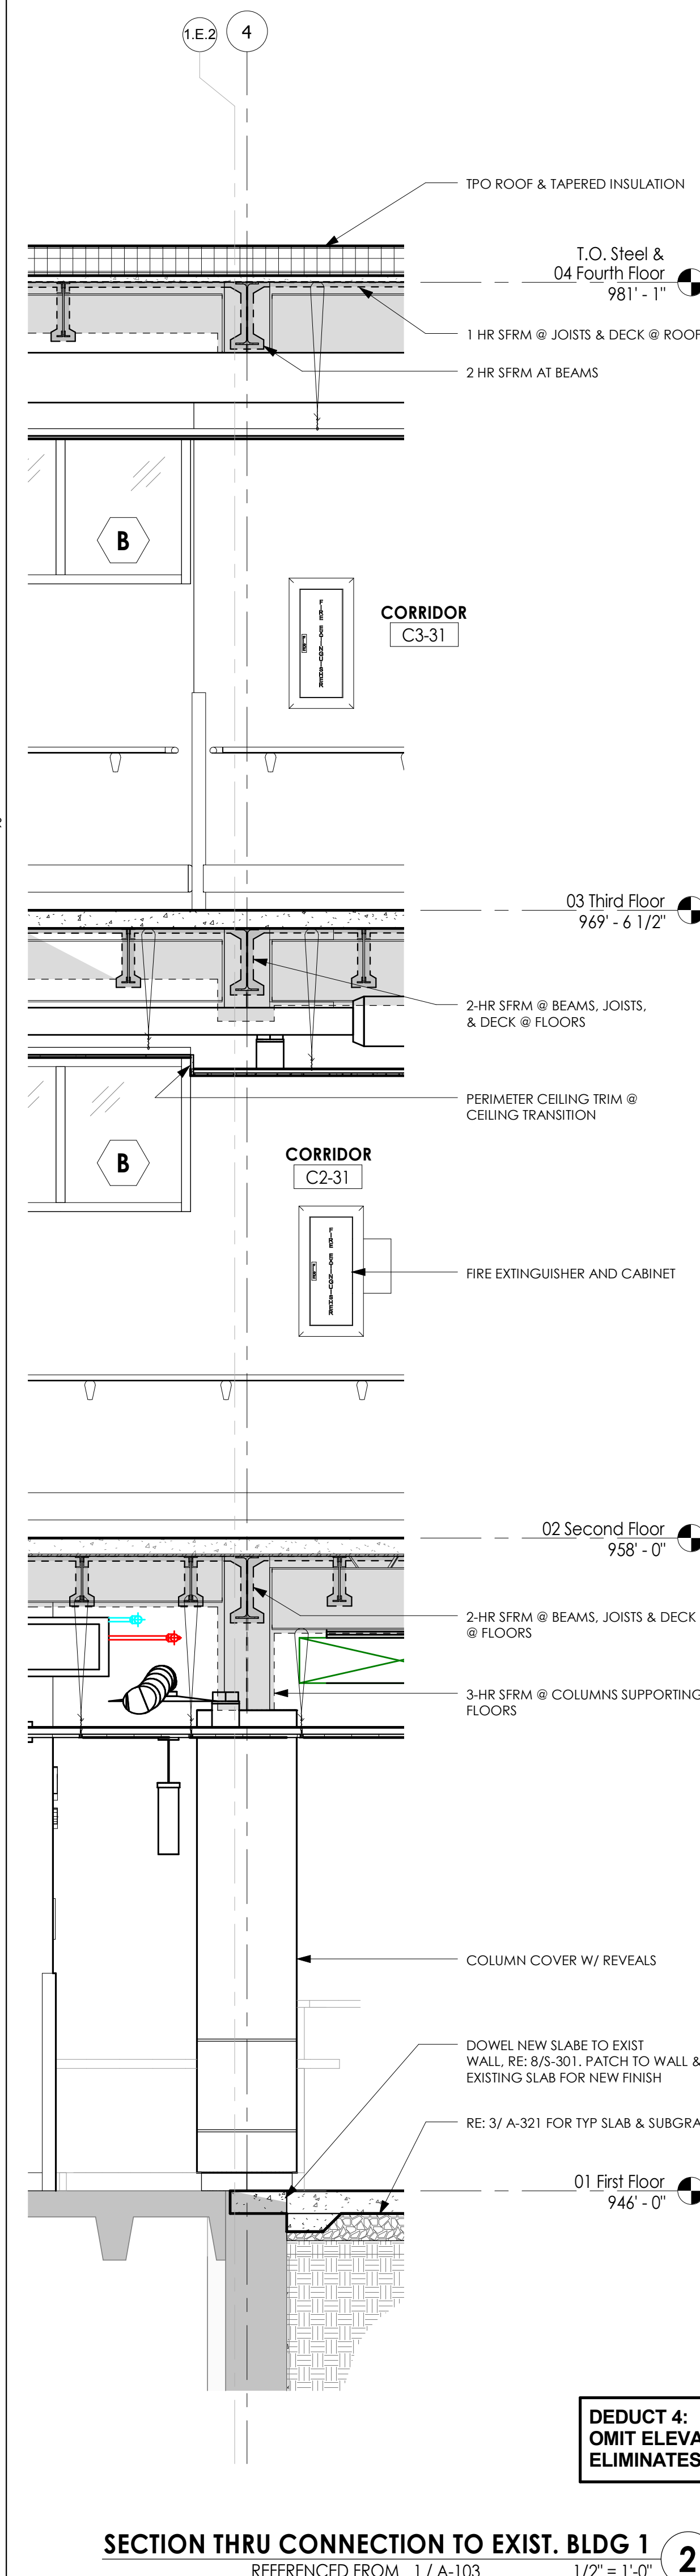 1.E.2
4
TPO ROOF & TAPERED INSULATION
T.O. Steel &
04 Fourth Floor
981' - 1"
1 HR SFRM @ JOISTS & DECK @ ROOF
2 HR SFRM AT BEAMS
B
FIRE EXTINGUISHER
CORRIDOR
C3-31
03 Third Floor
969' - 6 1/2"
2-HR SFRM @ BEAMS, JOISTS,
& DECK @ FLOORS
PERIMETER CEILING TRIM @
CEILING TRANSITION
B
CORRIDOR
C2-31
FIRE EXTINGUISHER
FIRE EXTINGUISHER AND CABINET
02 Second Floor
958' - 0"
2-HR SFRM @ BEAMS, JOISTS & DECK
@ FLOORS
3-HR SFRM @ COLUMNS SUPPORTING
FLOORS
COLUMN COVER W/ REVEALS
DOWEL NEW SLABE TO EXIST
WALL, RE: 8/S-301. PATCH TO WALL &
EXISTING SLAB FOR NEW FINISH
RE: 3/ A-321 FOR TYP SLAB & SUBGRA
01 First Floor
946' - 0"
DEDUCT 4:
OMIT ELEVA
ELIMINATES
SECTION THRU CONNECTION TO EXIST. BLDG 1
2
REFERENCED FROM 1 / A-103
1/2" = 1'-0"